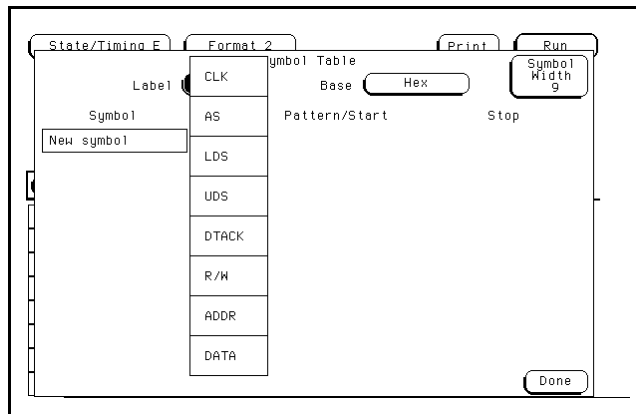 State/Timing E Format 2 Print Run
ymbol Table
Symbol Width 9
Label CLK Base Hex
Symbol AS Pattern/Start Stop
New symbol
LDS
UDS
DTACK
R/W
ADDR
DATA
Done